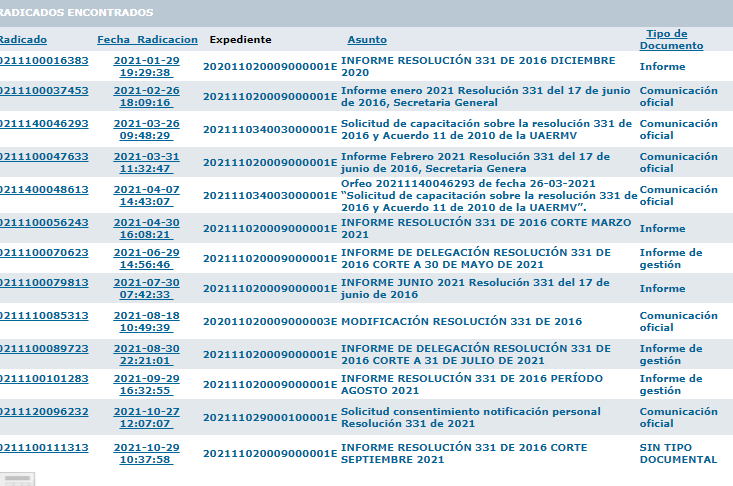 RADICADOS ENCONTRADOS
Radicado Fecha Radicacion Expediente Asunto Tipo de
Documento
0211100016383 2021-01-29 202011020009000001E INFORME RESOLUCIÓN 331 DE 2016 DICIEMBRE Informe
19:29:38 2020
0211100037453 2021-02-26 202111020009000001E Informe enero 2021 Resolución 331 del 17 de junio Comunicación
18:09:16 de 2016, Secretaria General oficial
0211140046293 2021-03-26 202111034003000001E Solicitud de capacitación sobre la resolución 331 de Comunicación
09:48:29 2016 y Acuerdo 11 de 2010 de la UAERMV oficial
0211100047633 2021-03-31 202111020009000001E Informe Febrero 2021 Resolución 331 del 17 de Comunicación
11:32:47 junio de 2016, Secretaria Genera oficial
0211400048613 2021-04-07 202111034003000001E Orfeo 20211140046293 de fecha 26-03-2021 Comunicación
14:43:07 “Solicitud de capacitación sobre la resolución 331 de oficial
2016 y Acuerdo 11 de 2010 de la UAERMV”.
0211100056243 2021-04-30 202111020009000001E INFORME RESOLUCIÓN 331 DE 2016 CORTE MARZO Informe
16:08:21 2021
0211100070623 2021-06-29 202111020009000001E INFORME DE DELEGACIÓN RESOLUCIÓN 331 DE Informe de
14:56:46 2016 CORTE A 30 DE MAYO DE 2021 gestión
0211100079813 2021-07-30 202111020009000001E INFORME JUNIO 2021 Resolución 331 del 17 de Informe
07:42:33 junio de 2016
0211110085313 2021-08-18 202011020009000003E MODIFICACIÓN RESOLUCIÓN 331 DE 2016 Comunicación
10:49:39 oficial
0211100089723 2021-08-30 202111020009000001E INFORME DE DELEGACIÓN RESOLUCIÓN 331 DE Informe de
22:21:01 2016 CORTE A 31 DE JULIO DE 2021 gestión
0211100101283 2021-09-29 202111020009000001E INFORME RESOLUCIÓN 331 DE 2016 PERÍODO Informe de
16:32:55 AGOSTO 2021 gestión
0211120096232 2021-10-27 202111029000100001E Solicitud consentimiento notificación personal Comunicación
12:07:07 Resolución 331 de 2021 oficial
0211100111313 2021-10-29 202111020009000001E INFORME RESOLUCIÓN 331 DE 2016 CORTE SIN TIPO
10:37:58 SEPTIEMBRE 2021 DOCUMENTAL